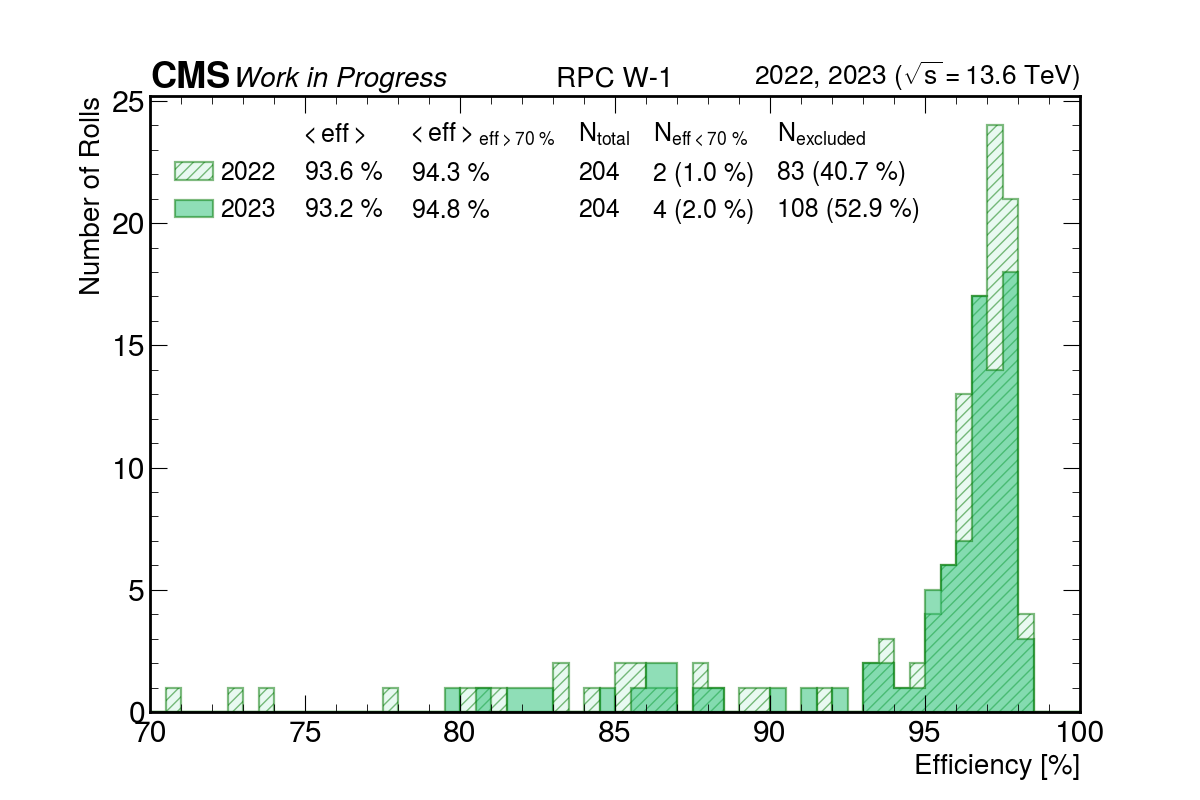 CMS Work in Progress RPC W-1 2022, 2023 (√s = 13.6 TeV)
Number of Rolls
< eff > < eff > eff > 70 % Ntotal Neff < 70 % Nexcluded
2022 93.6 % 94.3 % 204 2 (1.0 %) 83 (40.7 %)
2023 93.2 % 94.8 % 204 4 (2.0 %) 108 (52.9 %)
25
20
15
10
5
0
70 75 80 85 90 95 100
Efficiency [%]